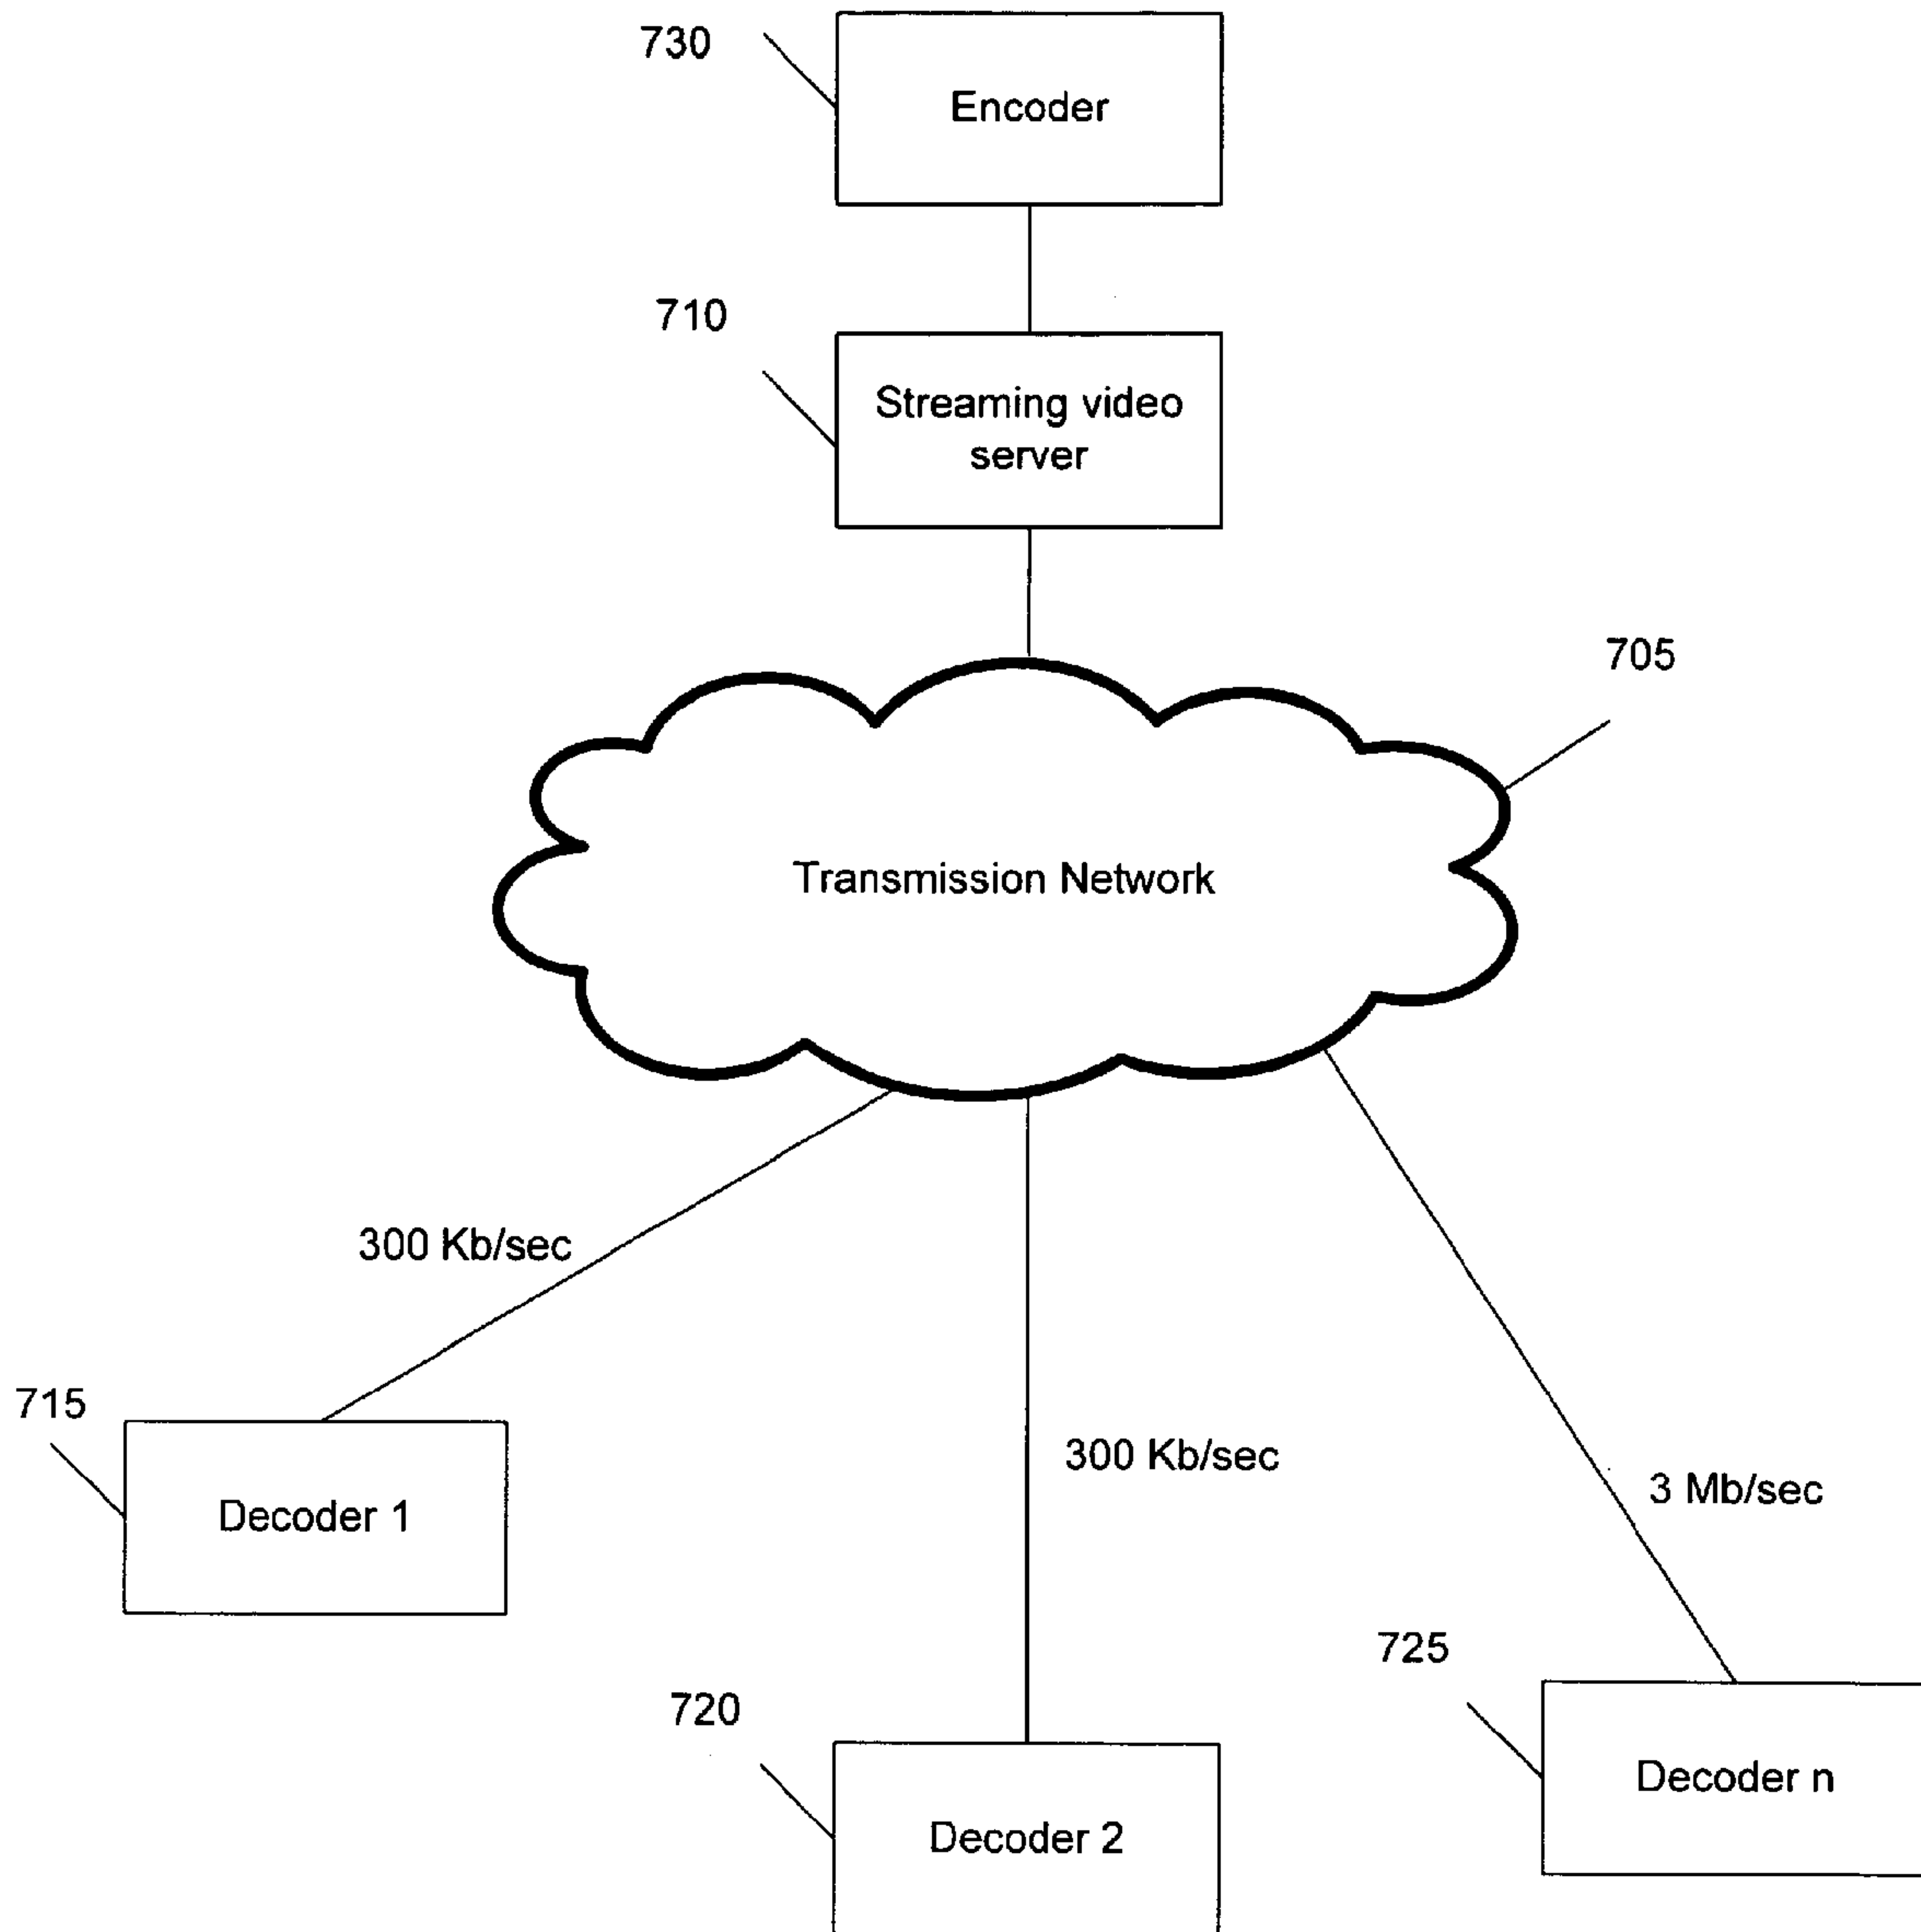 730
Encoder
710
Streaming video
server
705
Transmission Network
300 Kb/sec
715
Decoder 1
300 Kb/sec
3 Mb/sec
720
Decoder 2
725
Decoder n